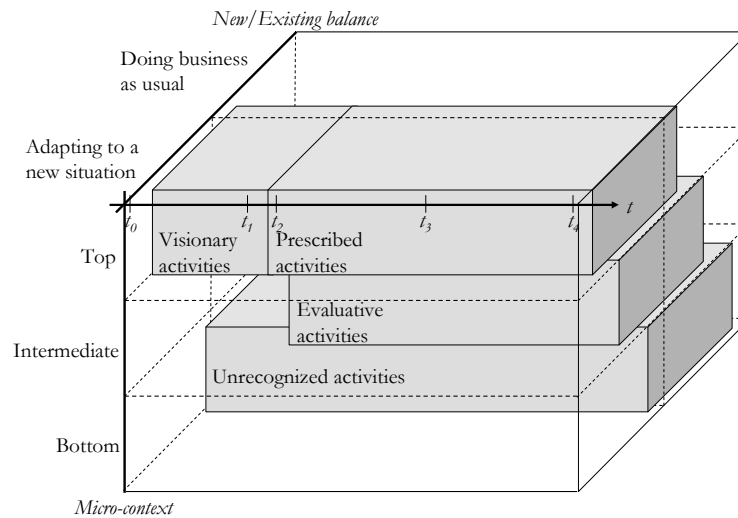 New/Existing balance
Doing business
as usual
Adapting to a
new situation
t0 t1 t2 t3 t4 t
Visionary
activities
Prescribed
activities
Top
Evaluative
activities
Intermediate
Unrecognized activities
Bottom
Micro-context